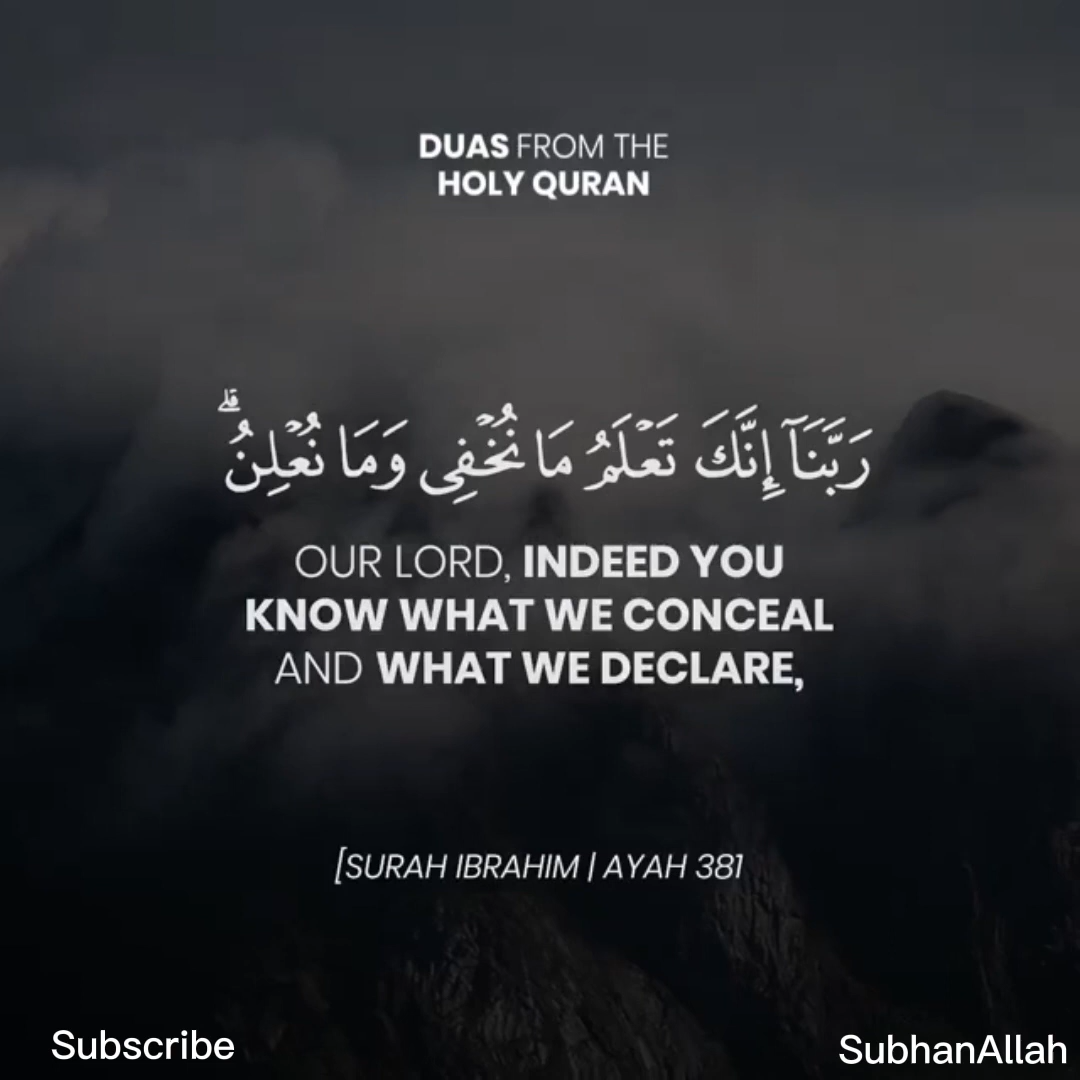 DUAS FROM THE
HOLY QURAN
رَبَّنَآ إِنَّكَ تَعْلَمُ مَا نُخْفِى وَمَا نُعْلِنُ ۗ
OUR LORD, INDEED YOU
KNOW WHAT WE CONCEAL
AND WHAT WE DECLARE,
[SURAH IBRAHIM | AYAH 381
Subscribe
SubhanAllah